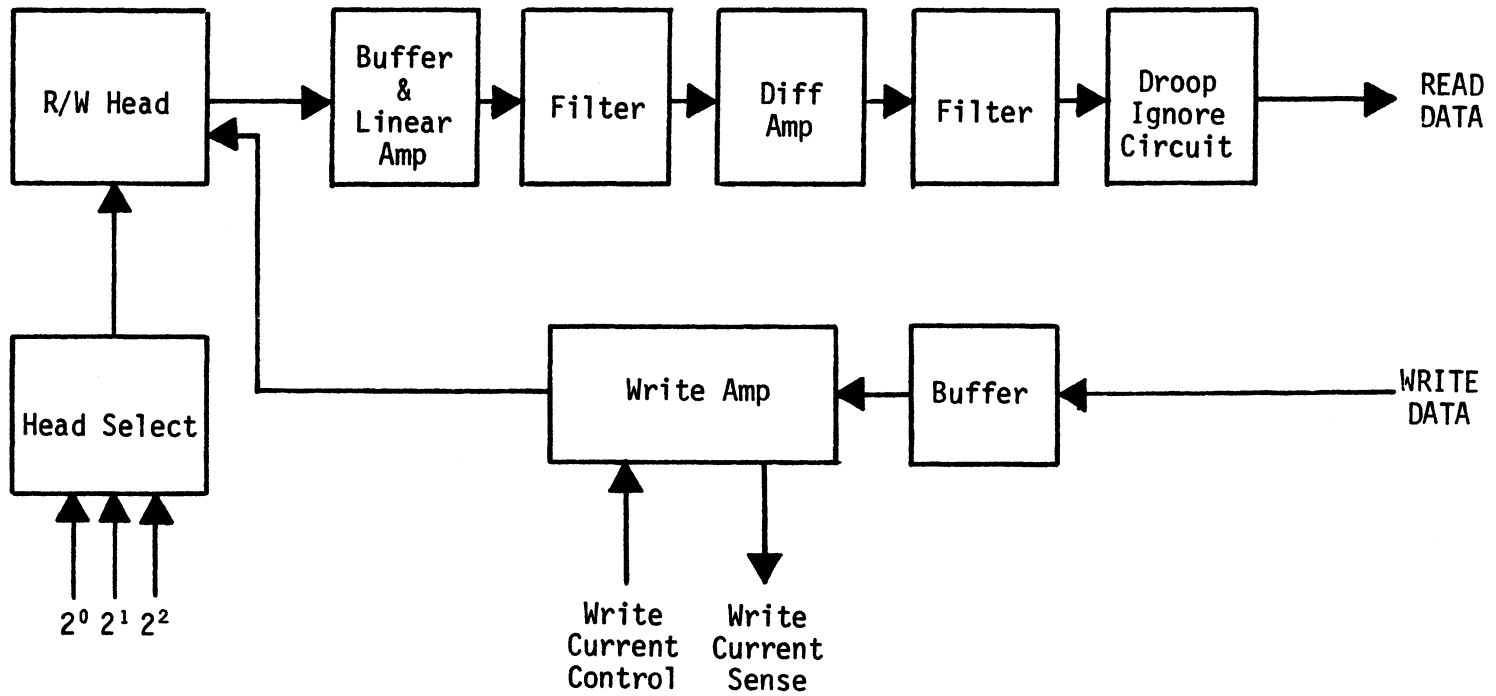 R/W Head
Buffer
&
Linear
Amp
Filter
Diff
Amp
Filter
Droop
Ignore
Circuit
READ
DATA
Head Select
2⁰ 2¹ 2²
Write Amp
Buffer
WRITE
DATA
Write
Current
Control
Write
Current
Sense